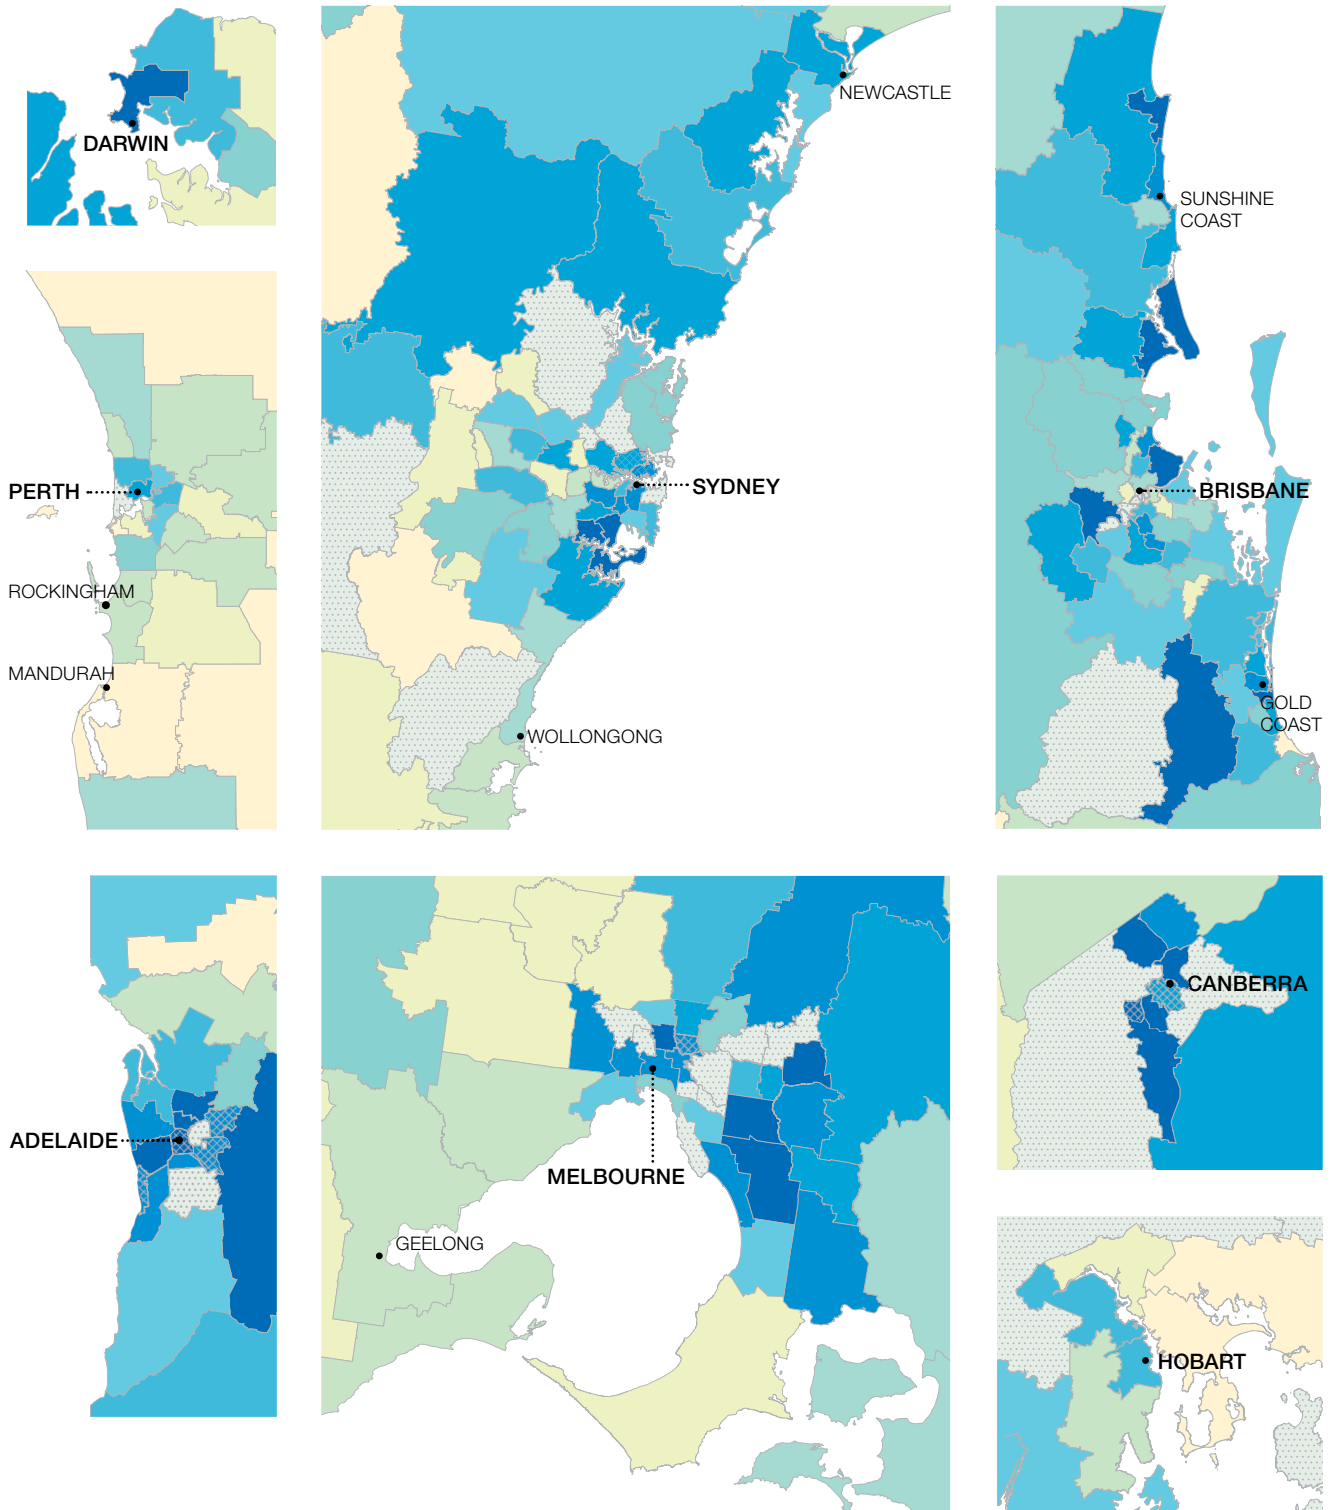 DARWIN
NEWCASTLE
SUNSHINE
COAST
PERTH
SYDNEY
BRISBANE
ROCKINGHAM
MANDURAH
GOLD
COAST
WOLLONGONG
CANBERRA
ADELAIDE
MELBOURNE
GEELONG
HOBART